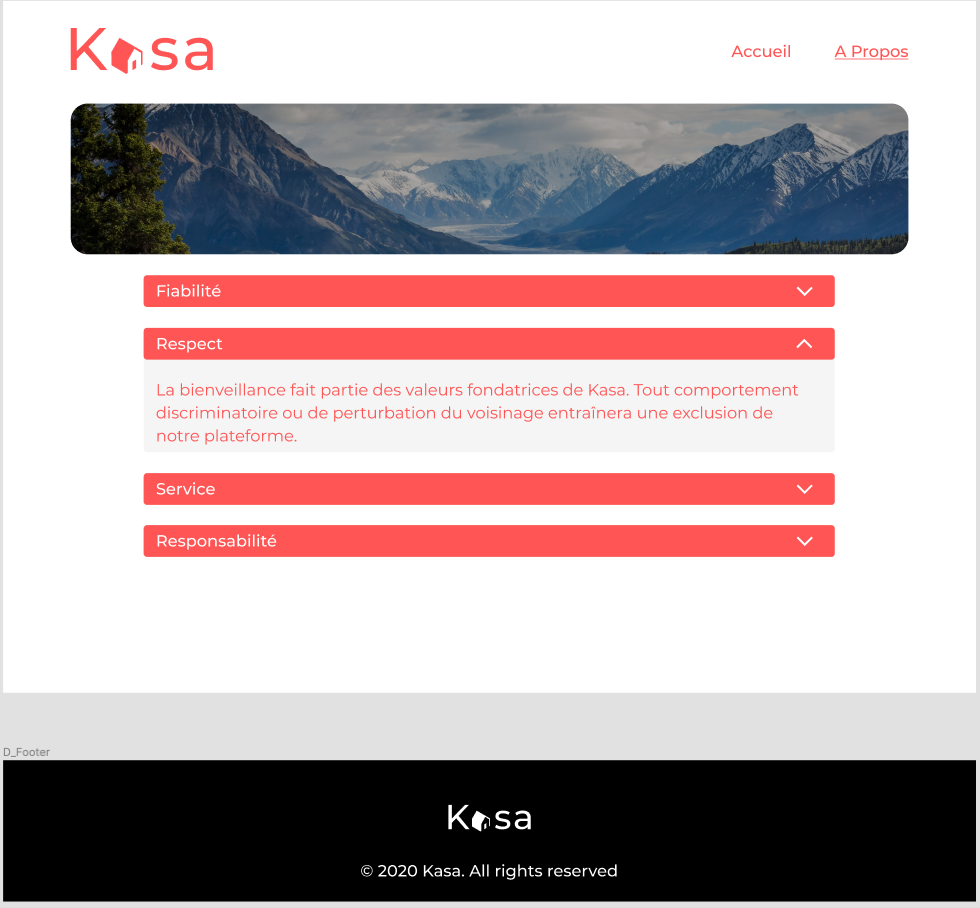 Kasa
Accueil
A Propos
Fiabilité
Respect
La bienveillance fait partie des valeurs fondatrices de Kasa. Tout comportement
discriminatoire ou de perturbation du voisinage entraînera une exclusion de
notre plateforme.
Service
Responsabilité
D_Footer
Kasa
© 2020 Kasa. All rights reserved